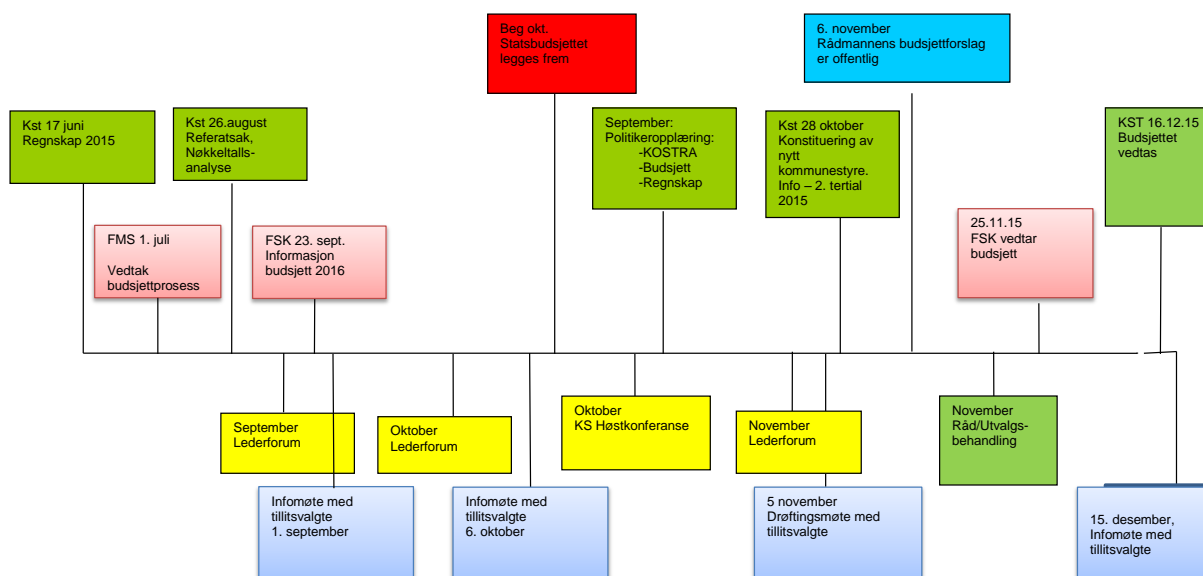 Beg okt.
Statsbudsjettet
legges frem
6. november
Rådmannens budsjettforslag
er offentlig
Kst 17 juni
Regnskap 2015
Kst 26.august
Referatsak,
Nøkkeltalls-
analyse
September:
Politikeropplæring:
-KOSTRA
-Budsjett
-Regnskap
Kst 28 oktober
Konstituering av
nytt
kommunestyre.
Info – 2. tertial
2015
KST 16.12.15
Budsjettet
vedtas
FMS 1. juli
Vedtak
budsjettprosess
FSK 23. sept.
Informasjon
budsjett 2016
25.11.15
FSK vedtar
budsjett
September
Lederforum
Oktober
Lederforum
Oktober
KS Høstkonferanse
November
Lederforum
November
Råd/Utvalgs-
behandling
Infomøte med
tillitsvalgte
1. september
Infomøte med
tillitsvalgte
6. oktober
5 november
Drøftingsmøte med
tillitsvalgte
15. desember,
Infomøte med
tillitsvalgte